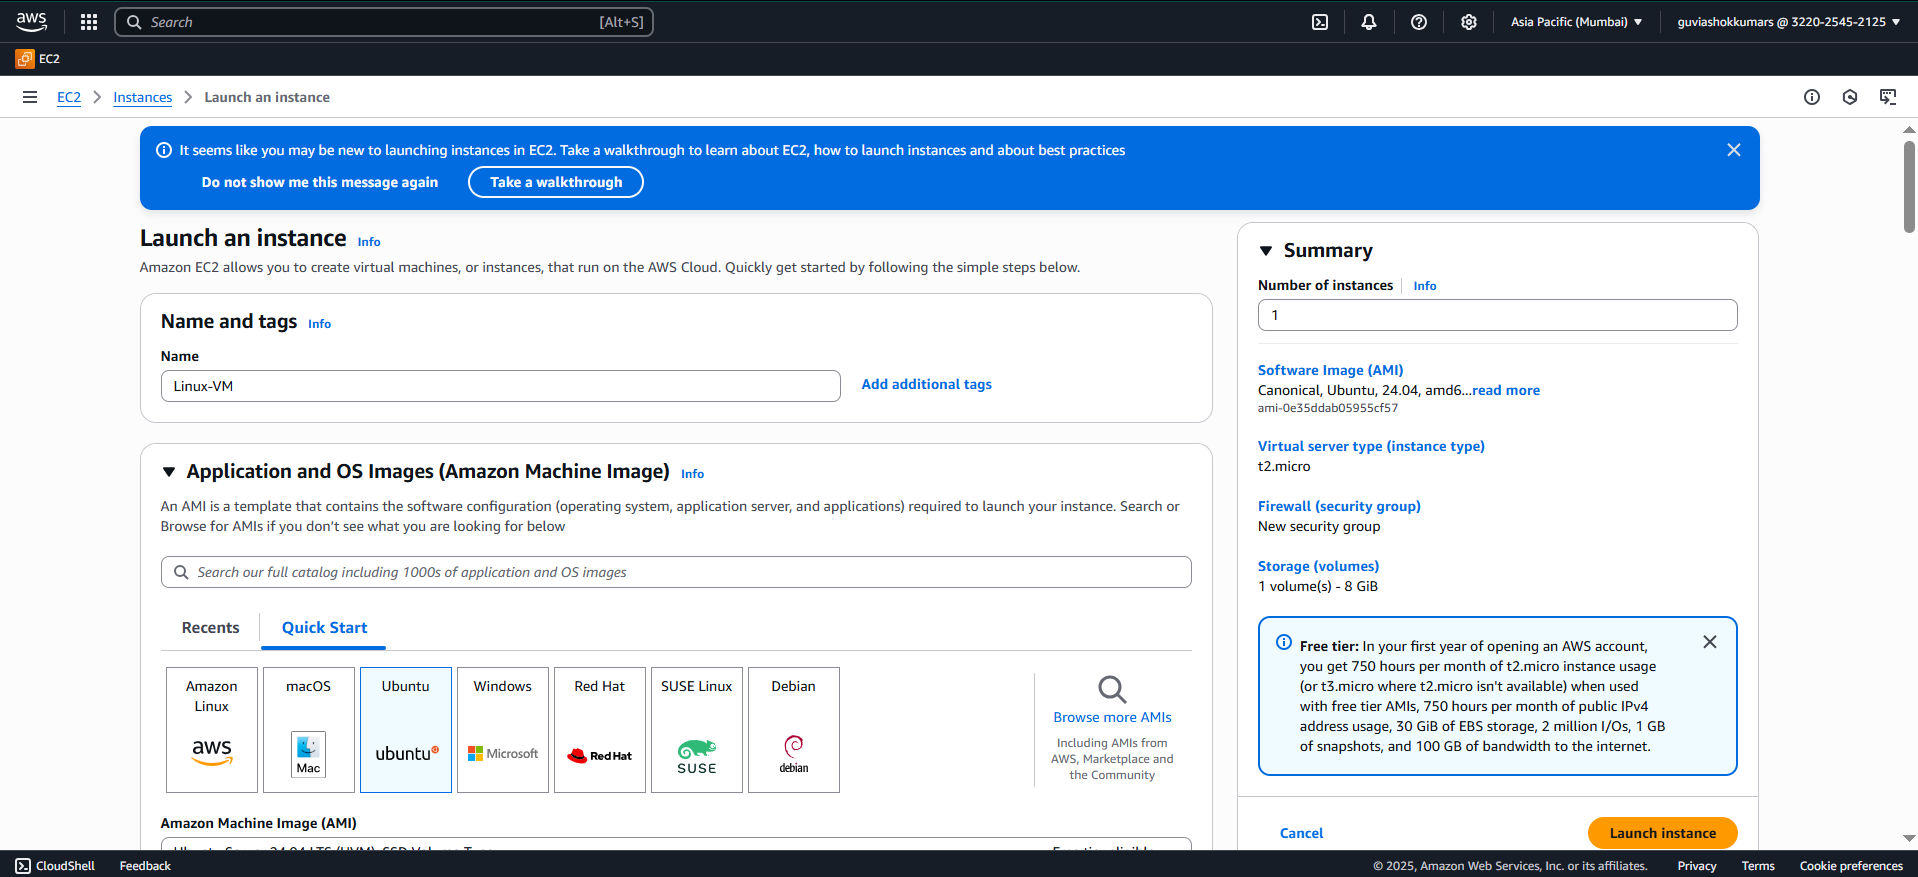 aws
Search
[Alt+S]
Asia Pacific (Mumbai)
guviashokkumars @ 3220-2545-2125
EC2
EC2
Instances
Launch an instance
It seems like you may be new to launching instances in EC2. Take a walkthrough to learn about EC2, how to launch instances and about best practices
Do not show me this message again
Take a walkthrough
Launch an instance Info
Amazon EC2 allows you to create virtual machines, or instances, that run on the AWS Cloud. Quickly get started by following the simple steps below.
Name and tags Info
Name
Linux-VM
Add additional tags
Application and OS Images (Amazon Machine Image) Info
An AMI is a template that contains the software configuration (operating system, application server, and applications) required to launch your instance. Search or
Browse for AMIs if you don't see what you are looking for below
Search our full catalog including 1000s of application and OS images
Recents
Quick Start
Amazon
Linux
aws
macOS
Mac
Ubuntu
ubuntu
Windows
Microsoft
Red Hat
Red Hat
SUSE Linux
SUSE
Debian
debian
Browse more AMIs
Including AMIs from
AWS, Marketplace and
the Community
Amazon Machine Image (AMI)
Summary
Number of instances Info
1
Software Image (AMI)
Canonical, Ubuntu, 24.04, amd6...read more
ami-0e35ddab05955cf57
Virtual server type (instance type)
t2.micro
Firewall (security group)
New security group
Storage (volumes)
1 volume(s) - 8 GiB
Free tier: In your first year of opening an AWS account,
you get 750 hours per month of t2.micro instance usage
(or t3.micro where t2.micro isn't available) when used
with free tier AMIs, 750 hours per month of public IPv4
address usage, 30 GiB of EBS storage, 2 million I/Os, 1 GB
of snapshots, and 100 GB of bandwidth to the internet.
Cancel
Launch instance
CloudShell
Feedback
© 2025, Amazon Web Services, Inc. or its affiliates.
Privacy
Terms
Cookie preferences